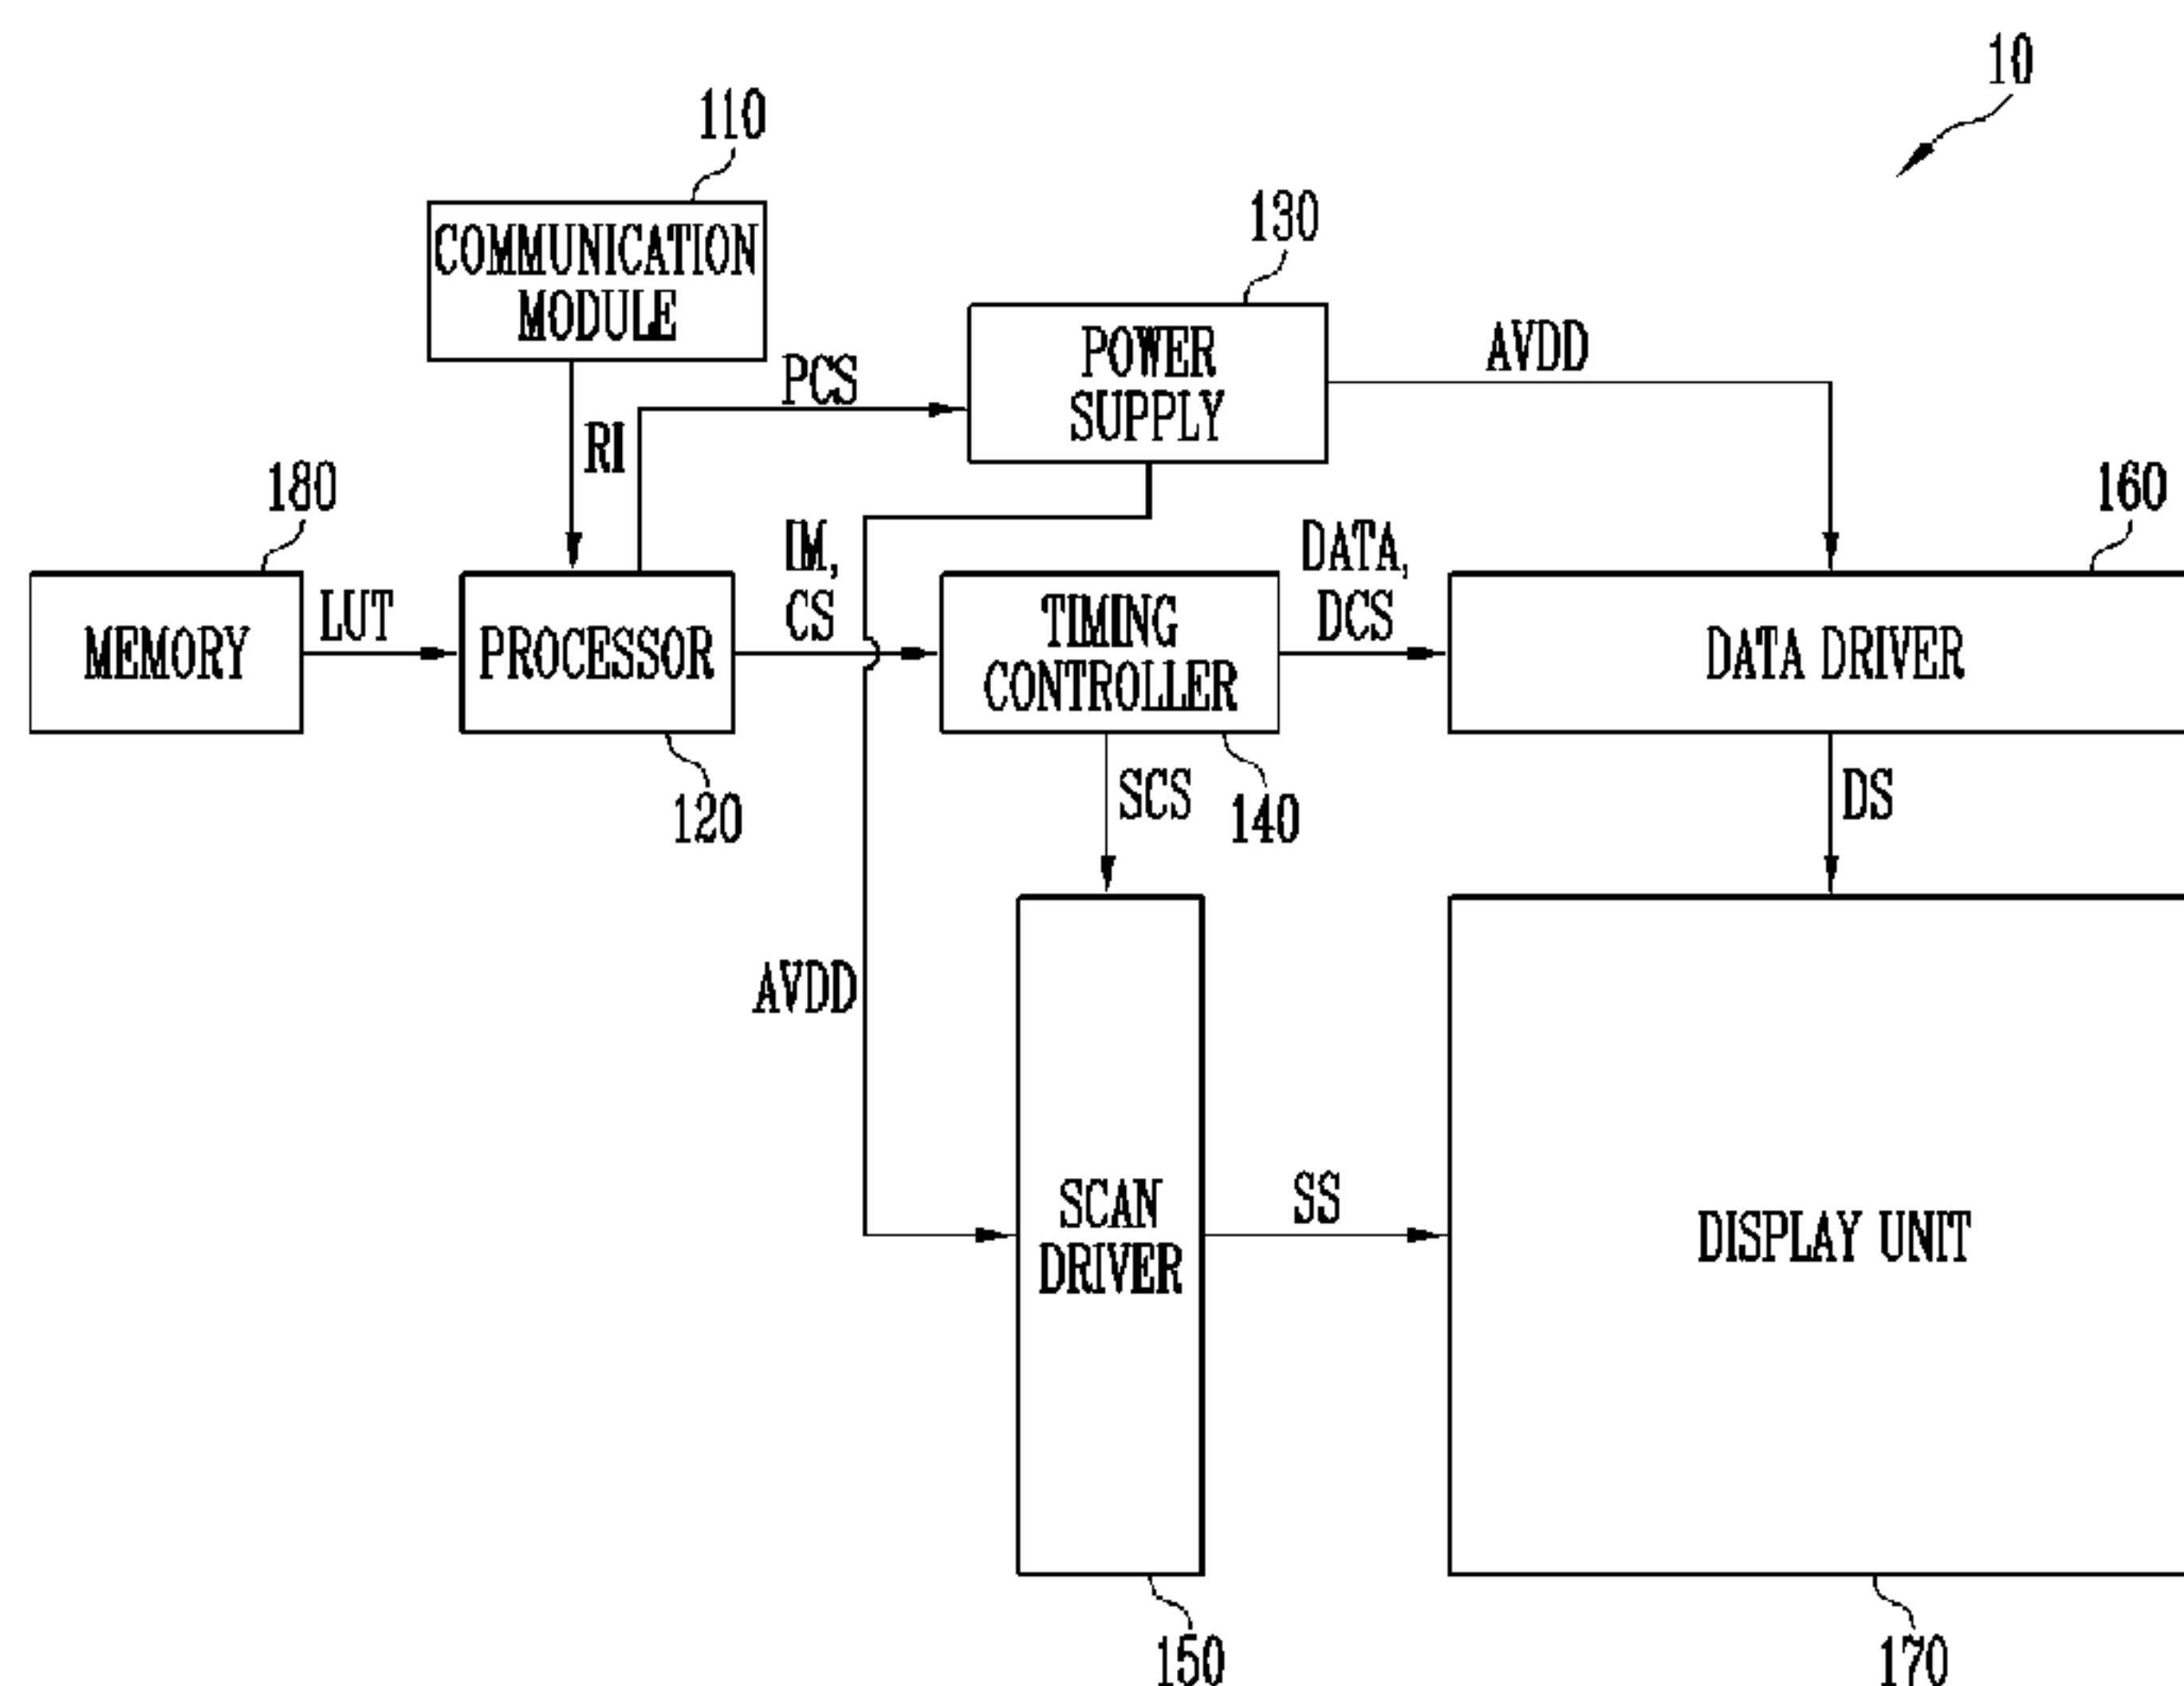 10
110
COMMUNICATION
MODULE
130
POWER
SUPPLY
AVDD
PCS
RI
180
160
IM,
CS
DATA,
DCS
MEMORY
LUT
PROCESSOR
TIMING
CONTROLLER
DATA DRIVER
120
SCS
140
DS
AVDD
SCAN
DRIVER
SS
DISPLAY UNIT
150
170